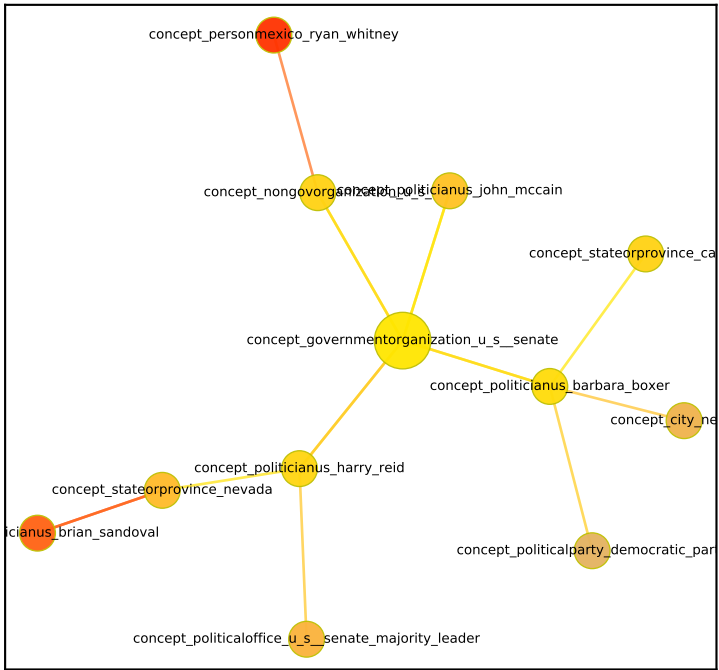 concept_personmexico_ryan_whitney
concept_nongovorganization_u_s_
concept_politicianus_john_mccain
concept_stateorprovince_ca
concept_governmentorganization_u_s__senate
concept_politicianus_barbara_boxer
concept_city_ne
concept_politicianus_harry_reid
concept_stateorprovince_nevada
icianus_brian_sandoval
concept_politicalparty_democratic_par
concept_politicaloffice_u_s__senate_majority_leader